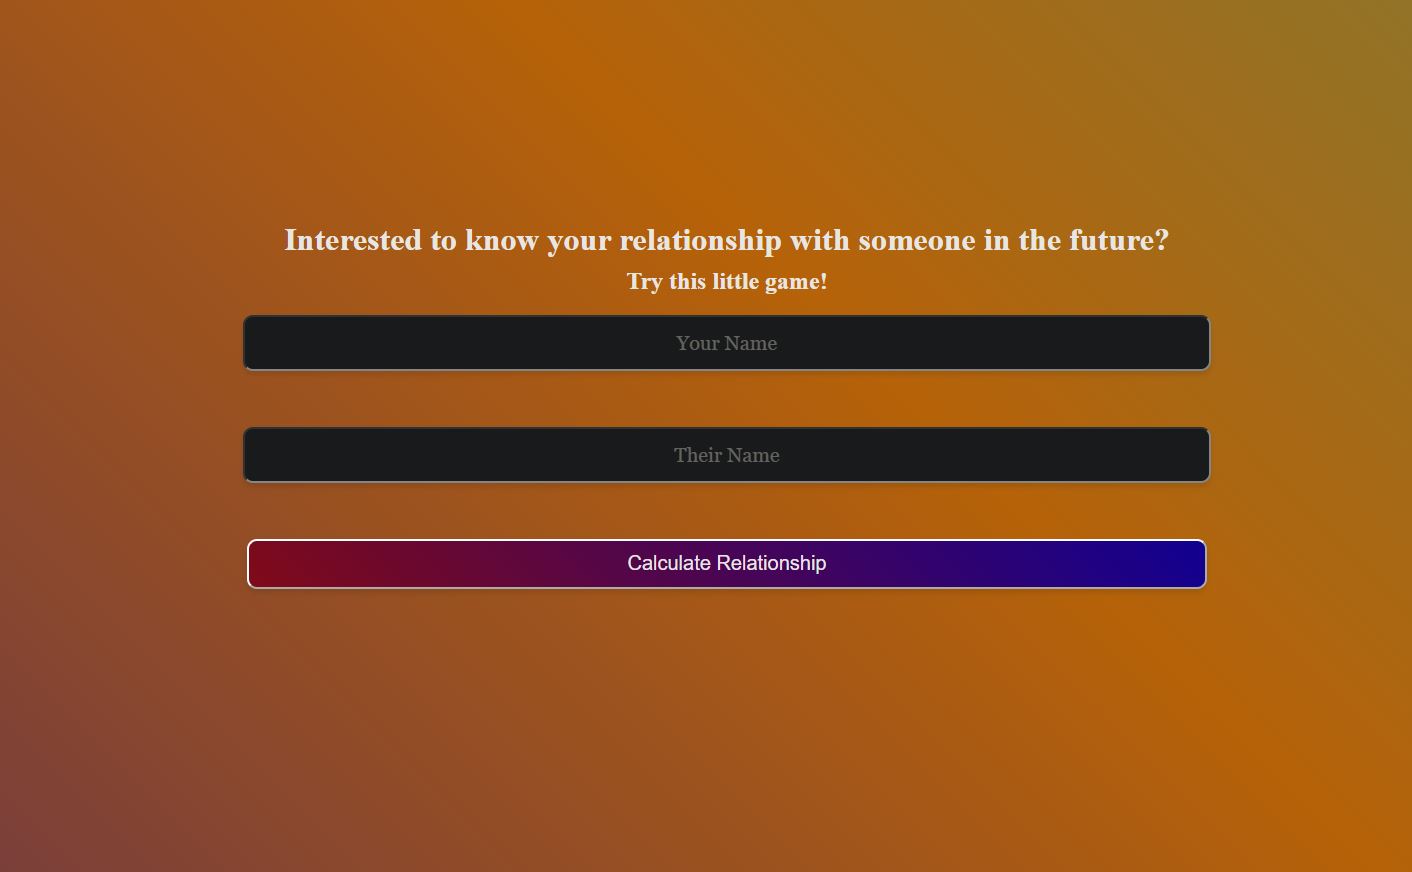 Interested to know your relationship with someone in the future?
Try this little game!
Your Name
Their Name
Calculate Relationship